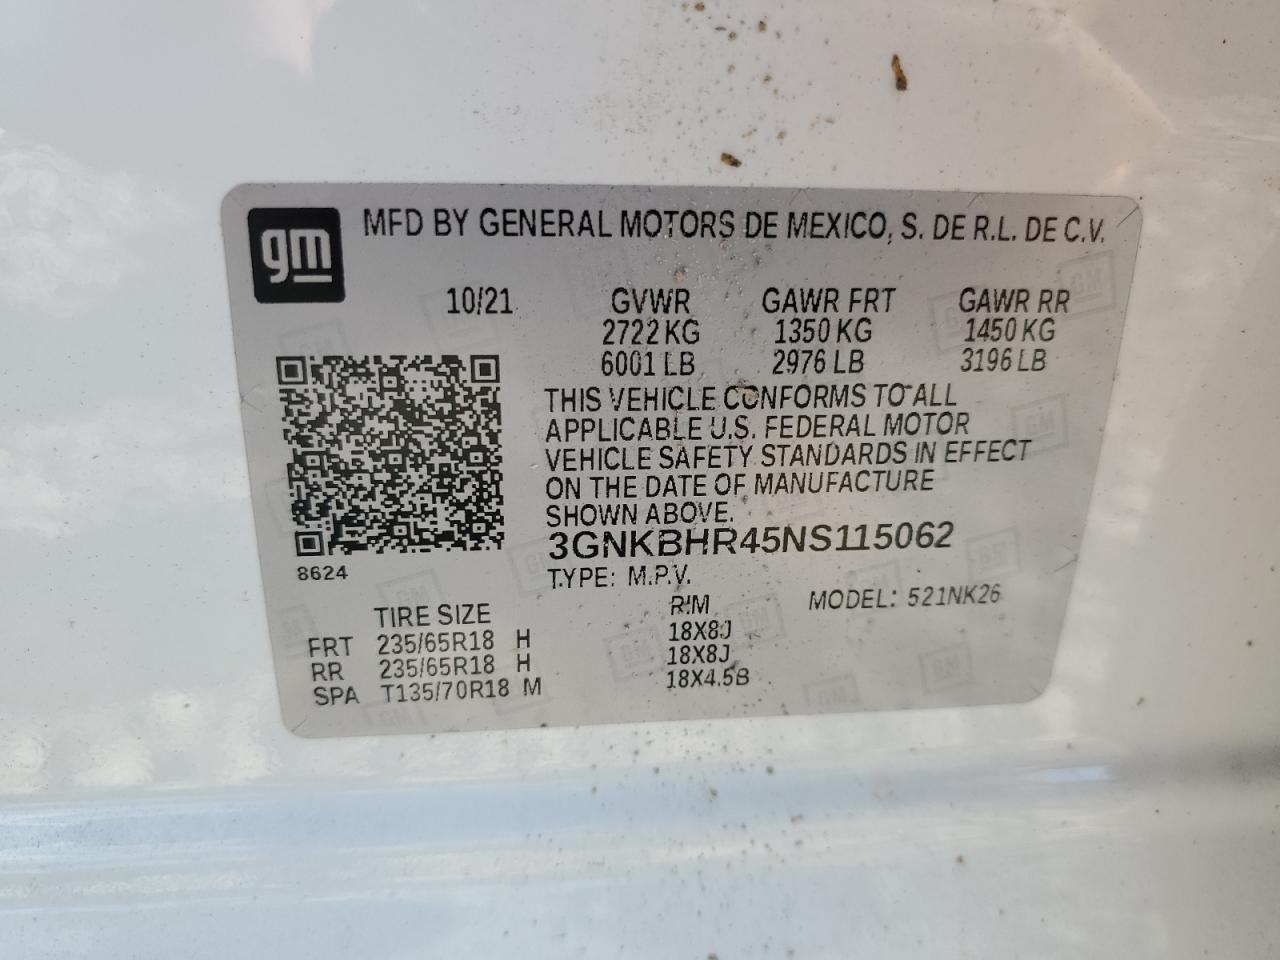 gm
MFD BY GENERAL MOTORS DE MEXICO, S. DE R.L. DE C.V.
10/21 GVWR GAWR FRT GAWR RR
2722 KG 1350 KG 1450 KG
6001 LB 2976 LB 3196 LB
THIS VEHICLE CONFORMS TO ALL
APPLICABLE U.S. FEDERAL MOTOR
VEHICLE SAFETY STANDARDS IN EFFECT
ON THE DATE OF MANUFACTURE
SHOWN ABOVE.
3GNKBHR45NS115062
8624
TYPE: M.P.V. MODEL: 521NK26
TIRE SIZE RIM
FRT 235/65R18 H 18X8J
RR 235/65R18 H 18X8J
SPA T135/70R18 M 18X4.5B